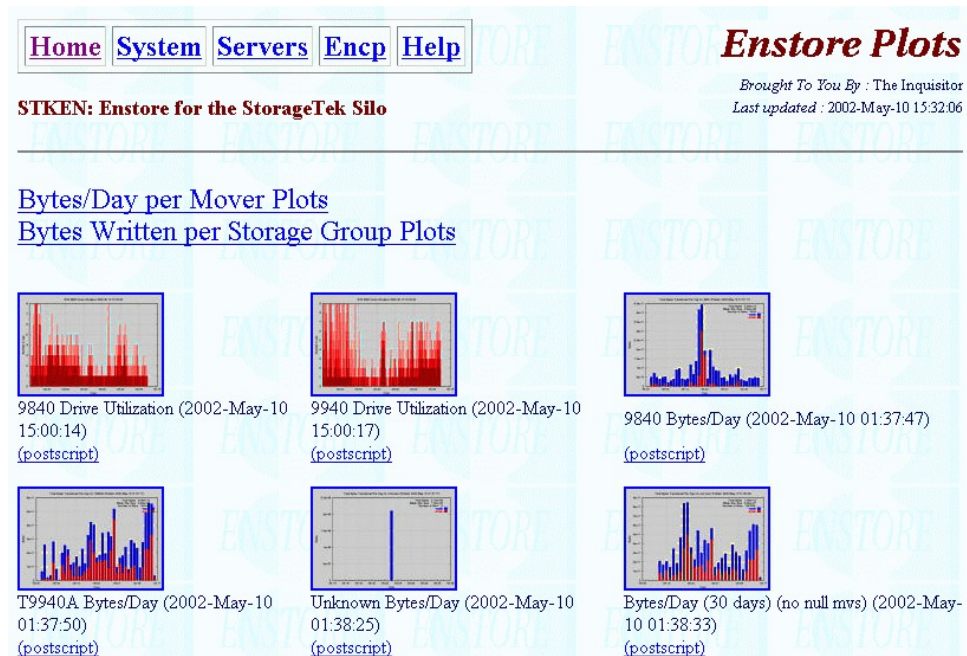 Home System Servers Encp Help
Enstore Plots
Brought To You By : The Inquisitor
Last updated : 2002-May-10 15:32:06
STKEN: Enstore for the StorageTek Silo
Bytes/Day per Mover Plots
Bytes Written per Storage Group Plots
9840 Drive Utilization (2002-May-10
15:00:14)
(postscript)
9940 Drive Utilization (2002-May-10
15:00:17)
(postscript)
9840 Bytes/Day (2002-May-10 01:37:47)
(postscript)
T9940A Bytes/Day (2002-May-10
01:37:50)
(postscript)
Unknown Bytes/Day (2002-May-10
01:38:25)
(postscript)
Bytes/Day (30 days) (no null mvs) (2002-May-
10 01:38:33)
(postscript)
ENSTORE